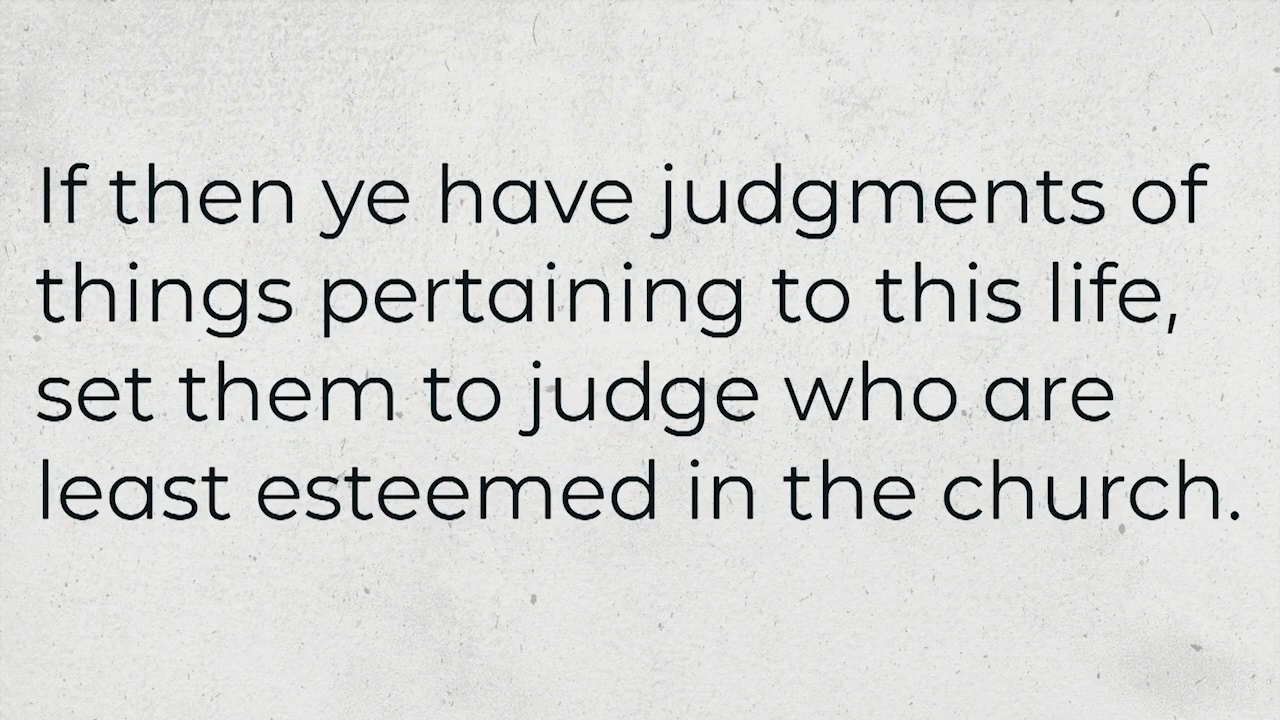 If then ye have judgments of
things pertaining to this life,
set them to judge who are
least esteemed in the church.